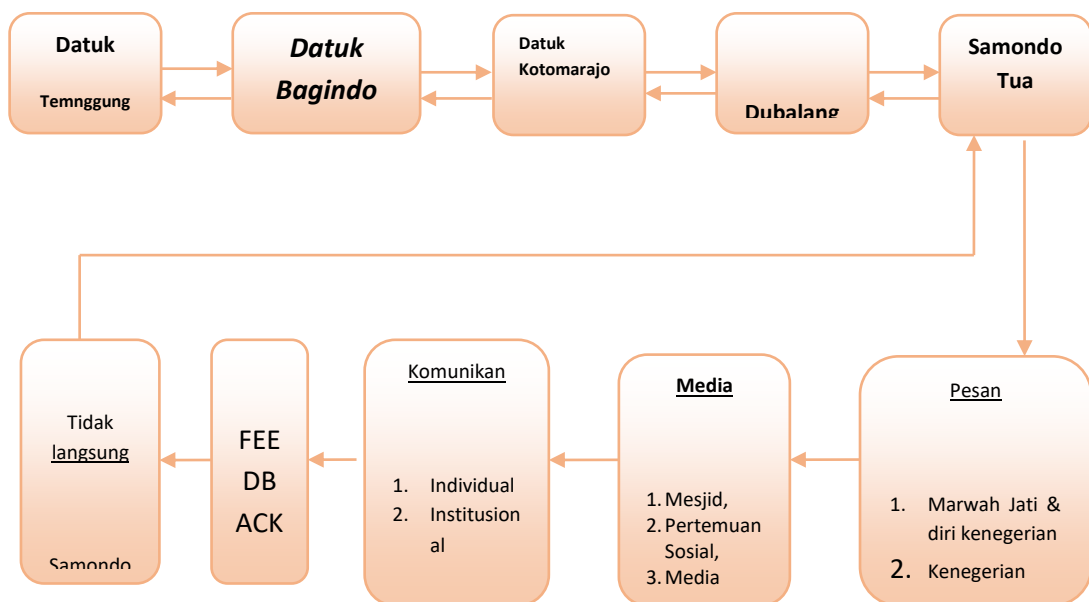 Datuk
Temnggung
Datuk
Bagindo
Datuk
Kotomarajo
Dubalang
Samondo
Tua
Tidak
langsung
Samondo
FEE
DB
ACK
Komunikan
1. Individual
2. Institusion
al
Media
1. Mesjid,
2. Pertemuan
Sosial,
3. Media
Pesan
1. Marwah Jati &
diri kenegerian
2. Kenegerian